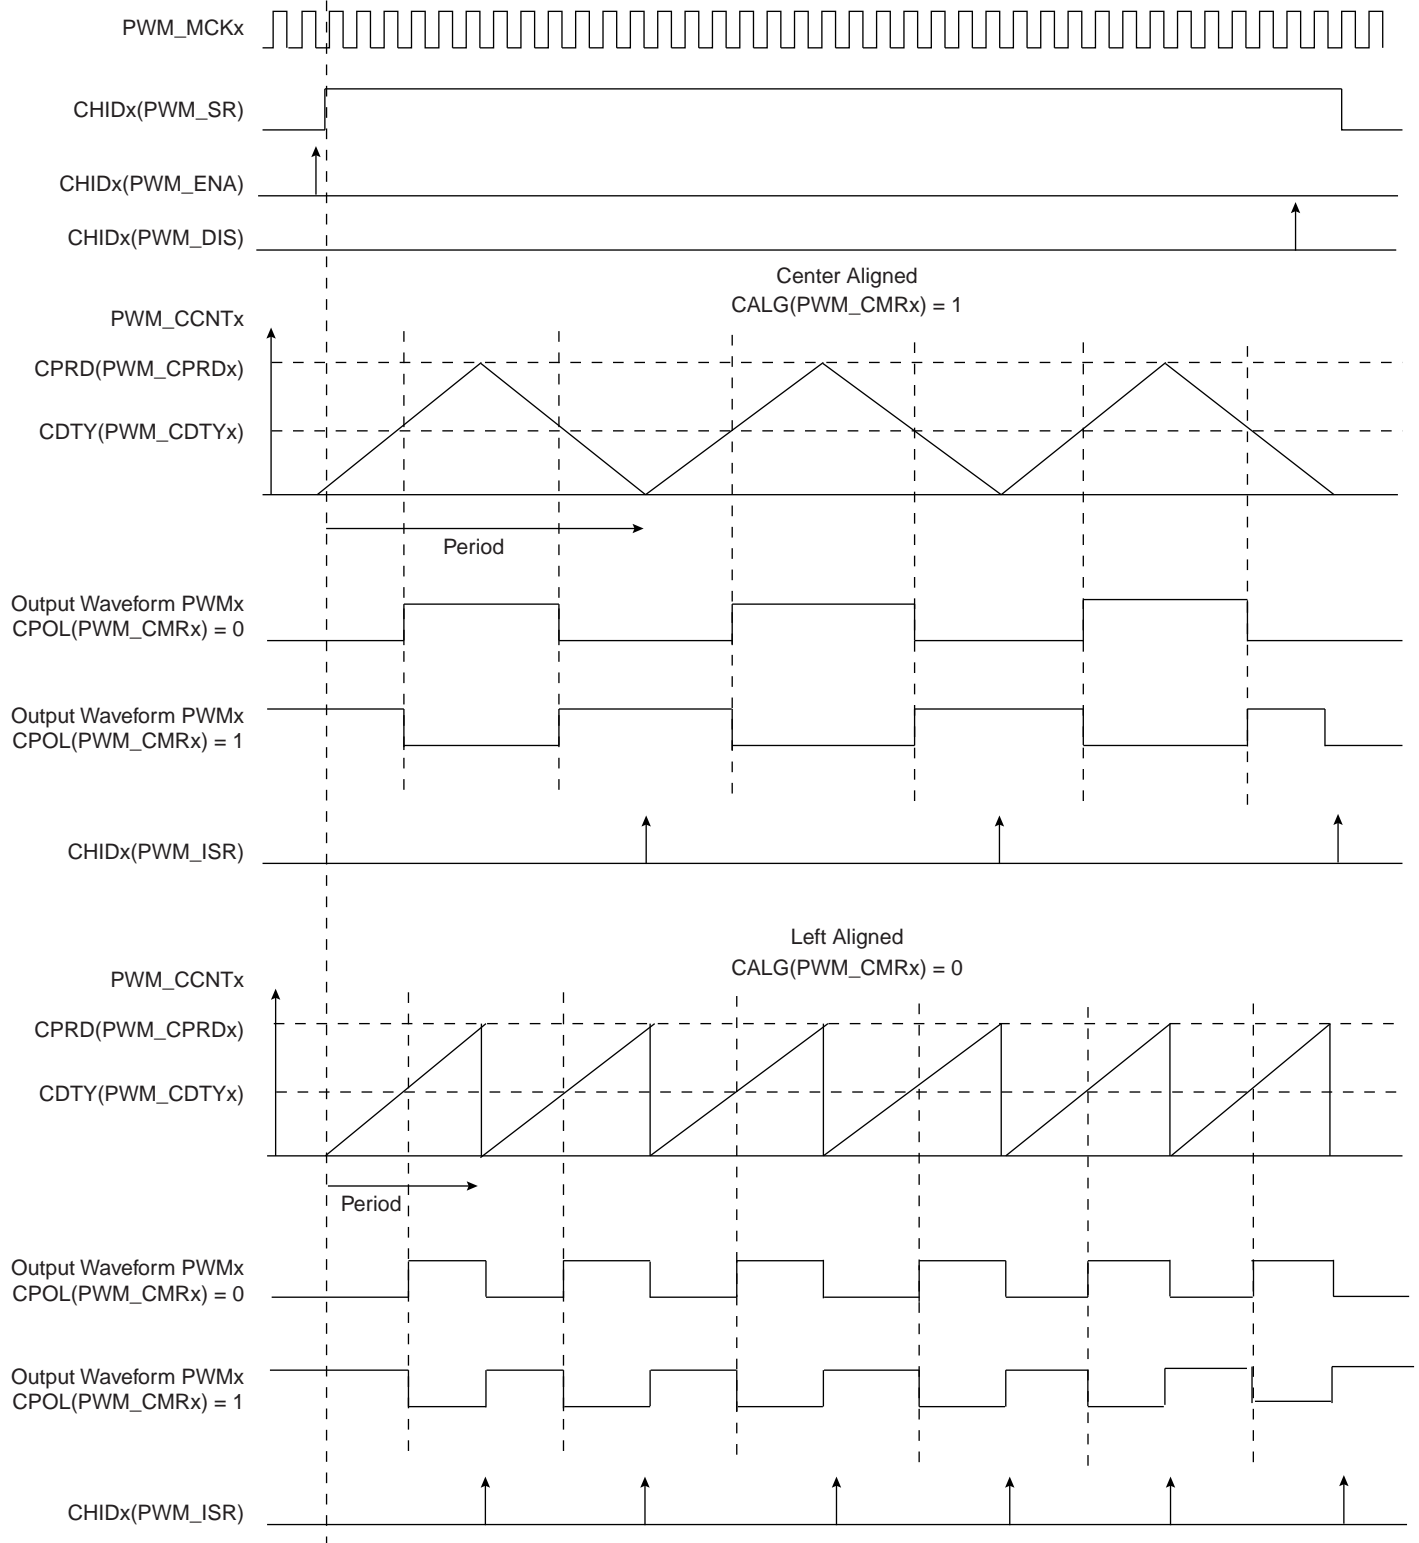 PWM_MCKx
CHIDx(PWM_SR)
CHIDx(PWM_ENA)
CHIDx(PWM_DIS)
Center Aligned
CALG(PWM_CMRx) = 1
PWM_CCNTx
CPRD(PWM_CPRDx)
CDTY(PWM_CDTYx)
Period
Output Waveform PWMx
CPOL(PWM_CMRx) = 0
Output Waveform PWMx
CPOL(PWM_CMRx) = 1
CHIDx(PWM_ISR)
Left Aligned
CALG(PWM_CMRx) = 0
PWM_CCNTx
CPRD(PWM_CPRDx)
CDTY(PWM_CDTYx)
Period
Output Waveform PWMx
CPOL(PWM_CMRx) = 0
Output Waveform PWMx
CPOL(PWM_CMRx) = 1
CHIDx(PWM_ISR)